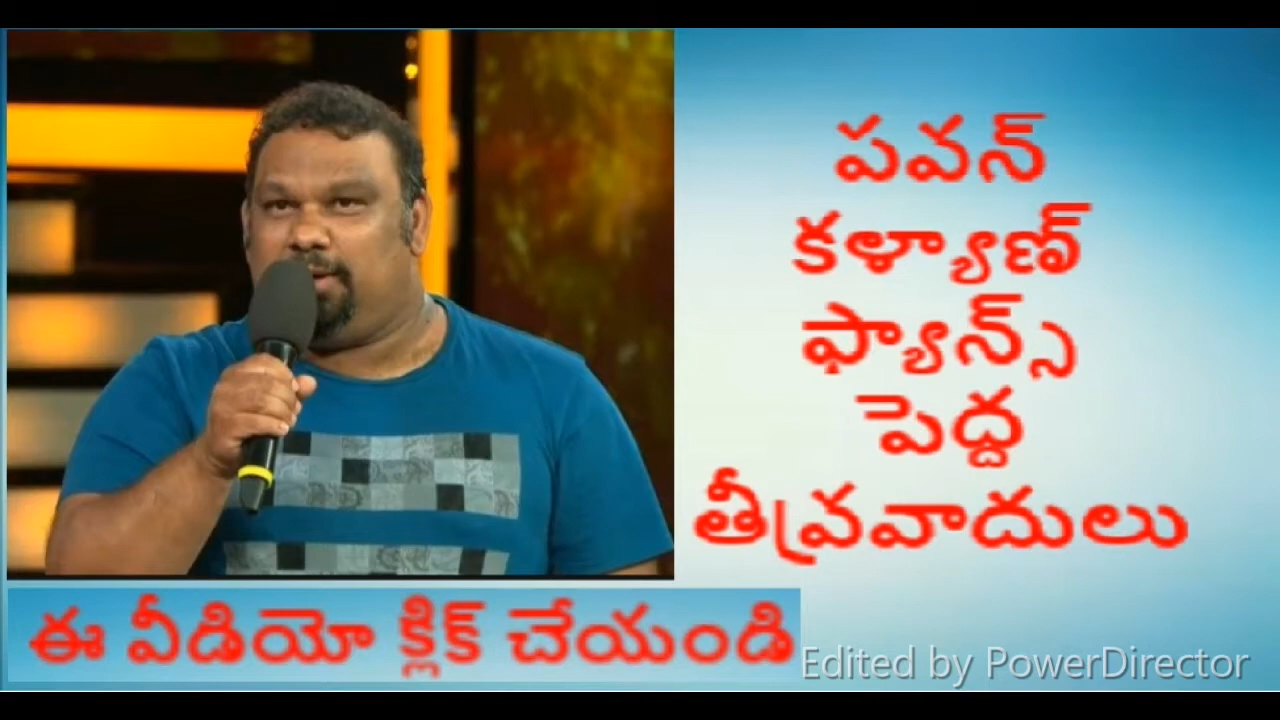 పవన్
కళ్యాణ్
ఫ్యాన్స్
పెద్ద
తీవ్రవాదులు
ఈ వీడియో క్లిక్ చేయండి
Edited by PowerDirector